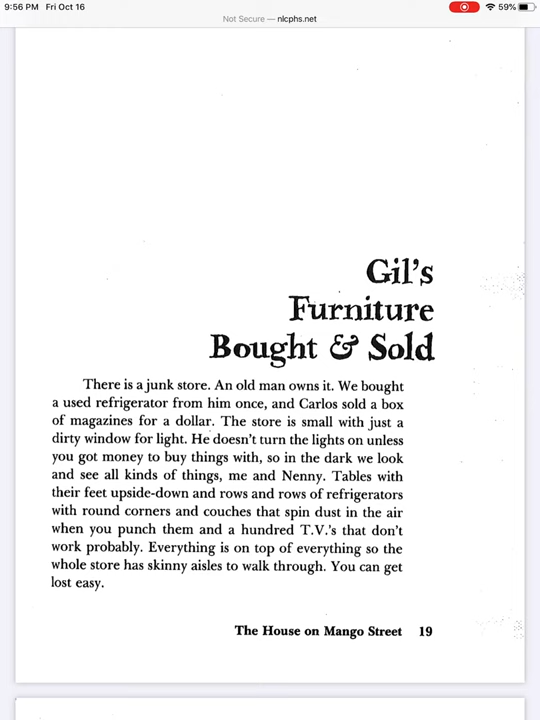 9:56 PM Fri Oct 16
59%
Not Secure — nlcphs.net
Gil's
Furniture
Bought & Sold
There is a junk store. An old man owns it. We bought
a used refrigerator from him once, and Carlos sold a box
of magazines for a dollar. The store is small with just a
dirty window for light. He doesn't turn the lights on unless
you got money to buy things with, so in the dark we look
and see all kinds of things, me and Nenny. Tables with
their feet upside-down and rows and rows of refrigerators
with round corners and couches that spin dust in the air
when you punch them and a hundred T.V.'s that don't
work probably. Everything is on top of everything so the
whole store has skinny aisles to walk through. You can get
lost easy.
The House on Mango Street 19